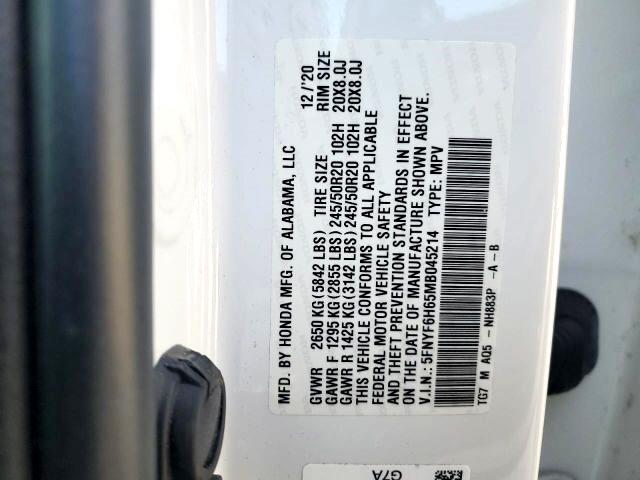 MFD. BY HONDA MFG. OF ALABAMA, LLC 12/'20
GVWR 2650 KG (5842 LBS) TIRE SIZE RIM SIZE
GAWR F 1295 KG (2855 LBS) 245/50R20 102H 20X8.0J
GAWR R 1425 KG (3142 LBS) 245/50R20 102H 20X8.0J
THIS VEHICLE CONFORMS TO ALL APPLICABLE
FEDERAL MOTOR VEHICLE SAFETY
AND THEFT PREVENTION STANDARDS IN EFFECT
ON THE DATE OF MANUFACTURE SHOWN ABOVE.
V.I.N.: 5FNYF6H65MB045214 TYPE: MPV
TG7 M AQ5 - NH883P -A -B
G7A